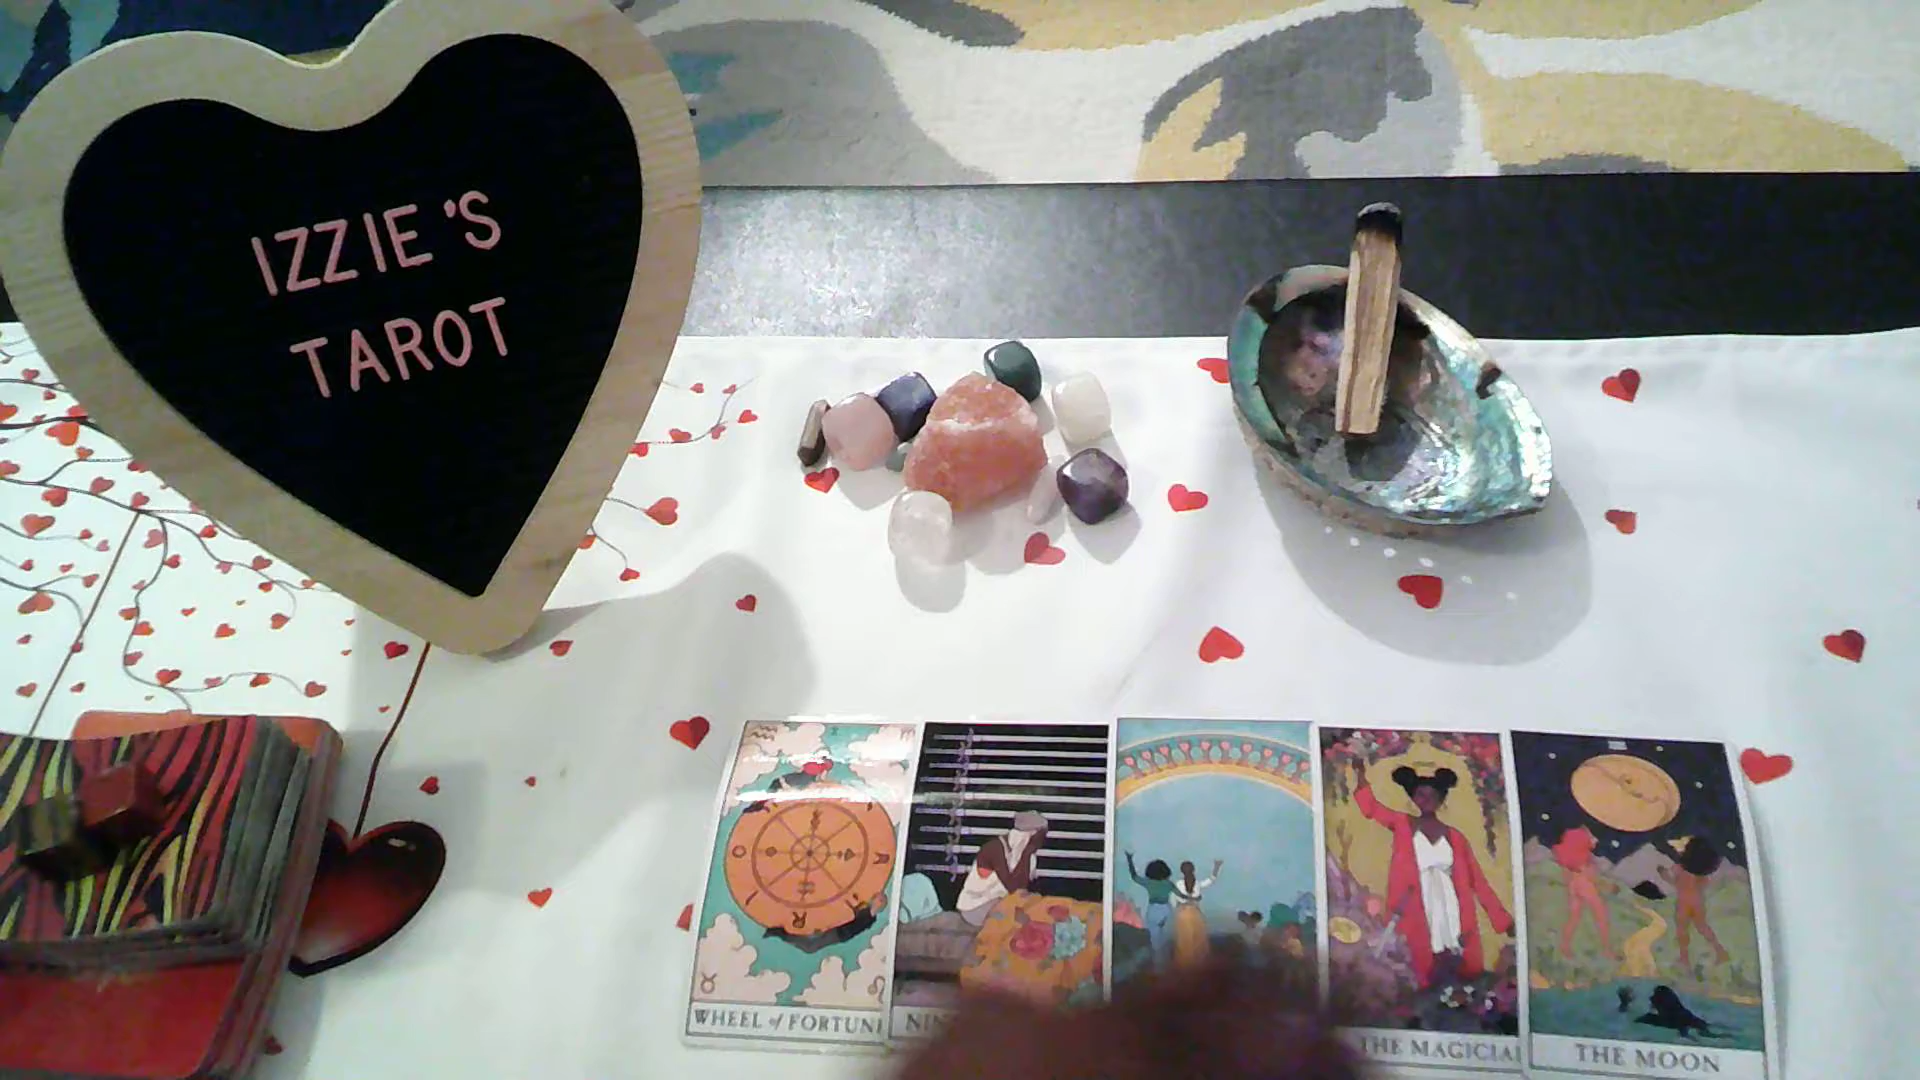 IZZIE'S
TAROT
WHEEL of FORTUN
NIN
THE MAGICIA
THE MOON